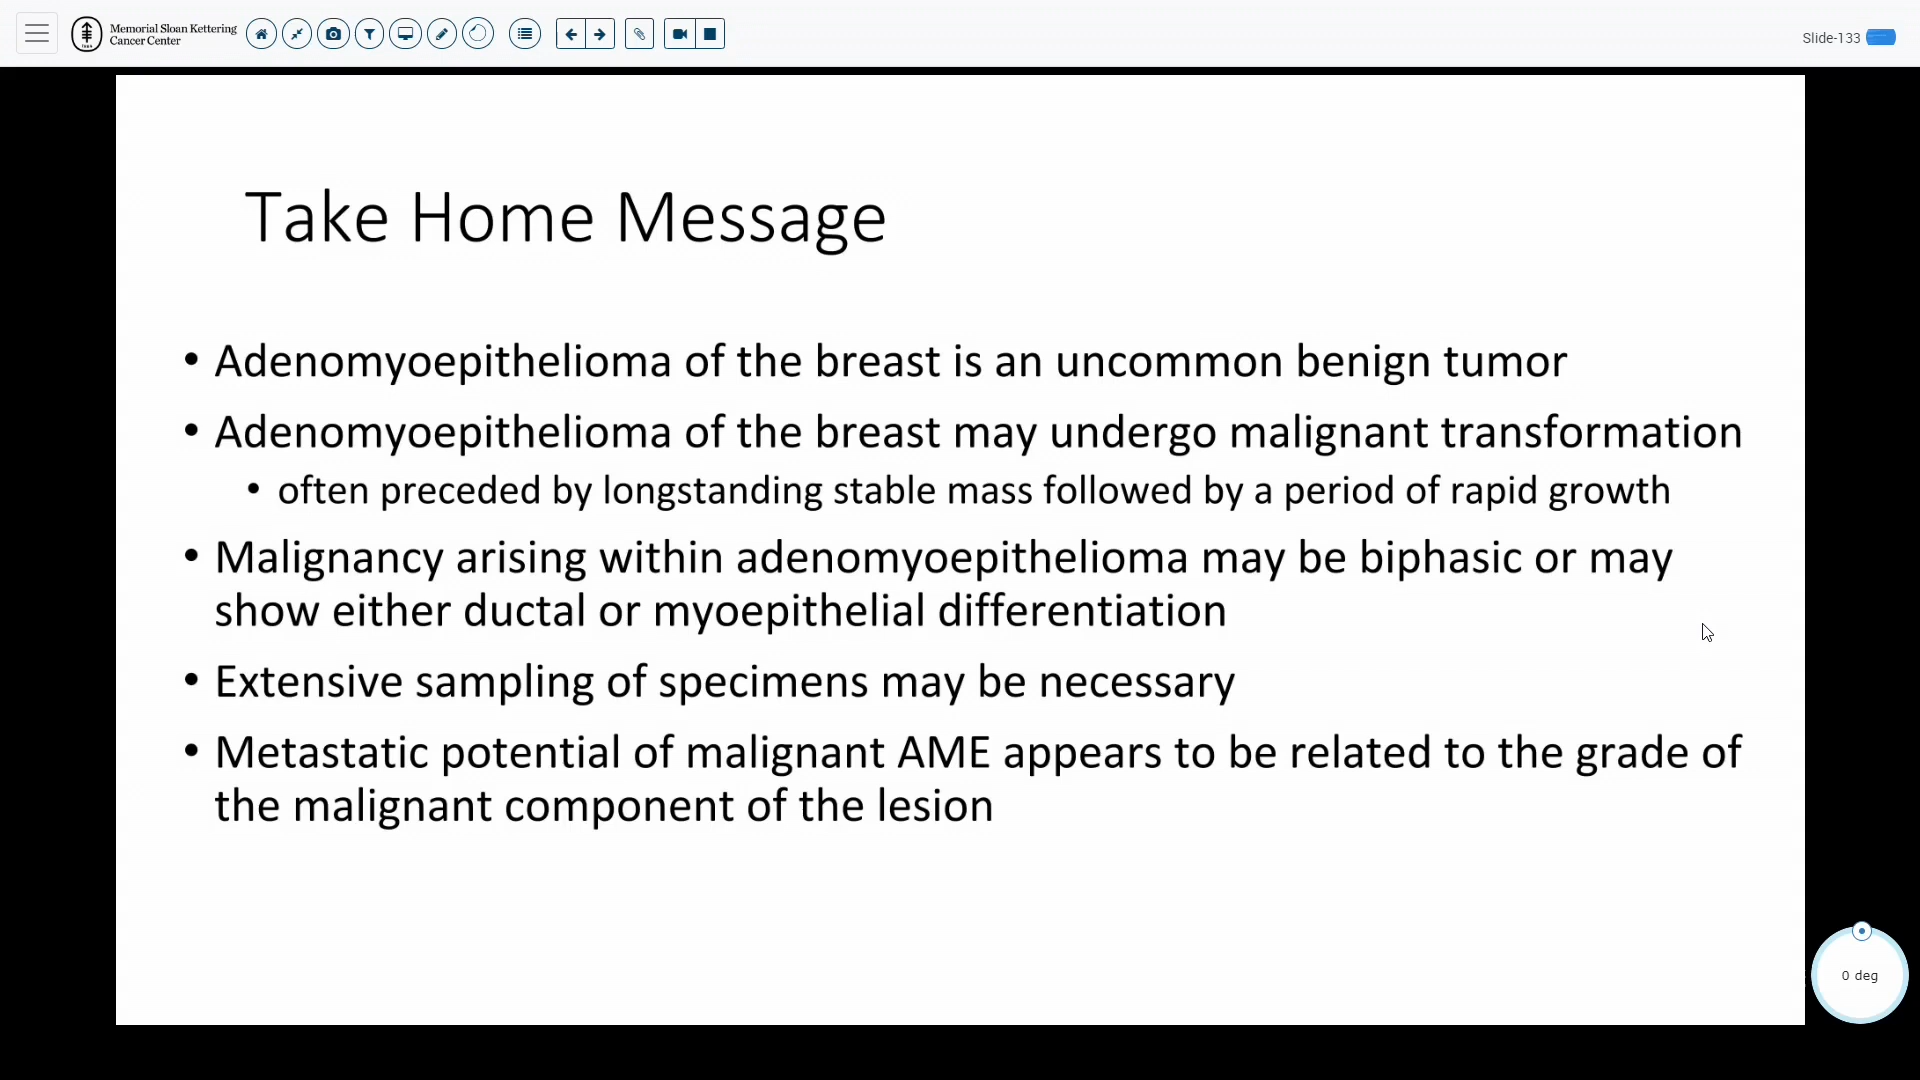 Memorial Sloan Kettering
Cancer Center
Slide-133
Take Home Message
• Adenomyoepithelioma of the breast is an uncommon benign tumor
• Adenomyoepithelioma of the breast may undergo malignant transformation
• often preceded by longstanding stable mass followed by a period of rapid growth
• Malignancy arising within adenomyoepithelioma may be biphasic or may
show either ductal or myoepithelial differentiation
• Extensive sampling of specimens may be necessary
• Metastatic potential of malignant AME appears to be related to the grade of
the malignant component of the lesion
0 deg